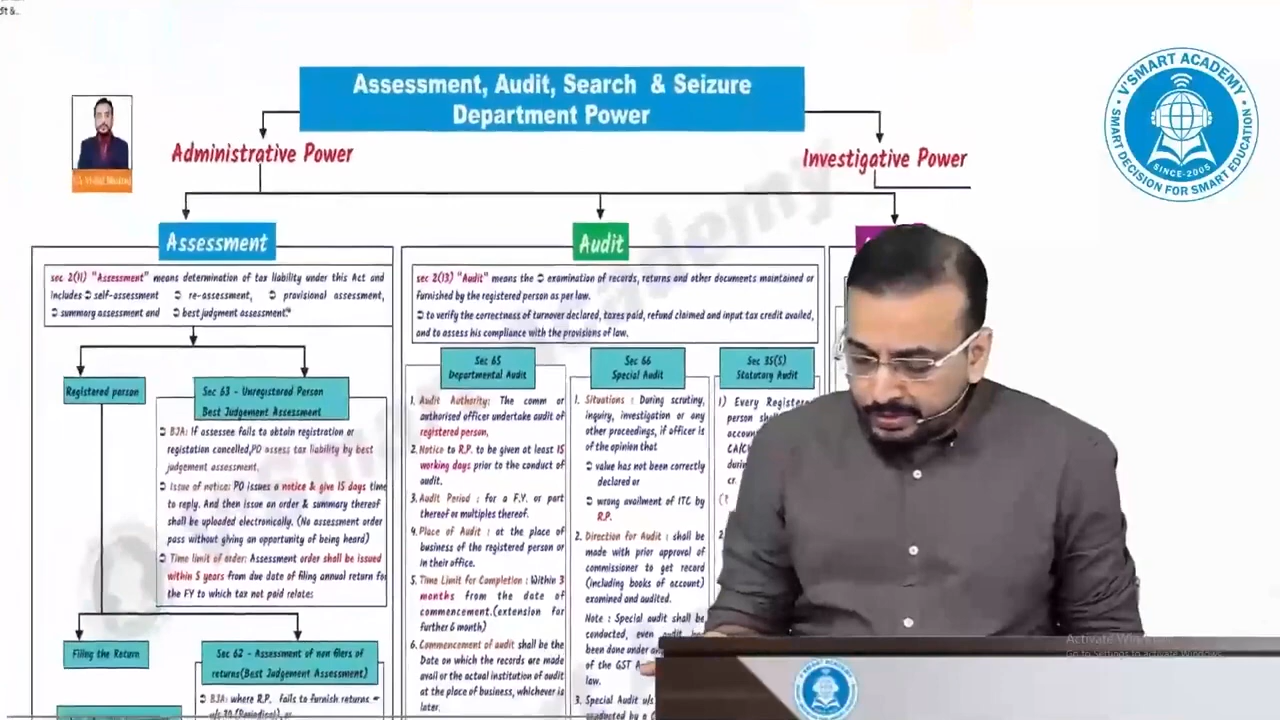 Assessment, Audit, Search & Seizure
Department Power
V'SMART ACADEMY
SMART DECISION FOR SMART EDUCATION
SINCE-2005
Administrative Power
Investigative Power
Assessment
sec 2(11) "Assessment" means determination of tax liability under this Act and
includes ➲ self-assessment ➲ re-assessment, ➲ provisional assessment,
➲ summary assessment and ➲ best judgment assessment."
Registered person
Sec 63 - Unregistered Person
Best Judgement Assessment
➲ BJA: If assessee fails to obtain registration or
registation cancelled,PO assess tax liability by best
judgement assessment.
➲ Issue of notice: PO issues a notice & give 15 days time
to reply. And then issue an order & summary thereof
shall be uploaded electronically. (No assessment order
pass without giving an opportunity of being heard)
➲ Time limit of order: Assessment order shall be issued
within 5 years from due date of filing annual return for
the FY to which tax not paid relates
Filing the Return
Sec 62 - Assessment of non filers of
returns(Best Judgement Assessment)
➲ BJA: where R.P. fails to furnish returns -
Audit
sec 2(13) "Audit" means the ➲ examination of records, returns and other documents maintained or
furnished by the registered person as per law.
➲ to verify the correctness of turnover declared, taxes paid, refund claimed and input tax credit availed,
and to assess his compliance with the provisions of law.
Sec 65
Departmental Audit
1. Audit Authority: The comm or
authorised officer undertake audit of
registered person,
2. Notice to R.P. to be given at least 15
working days prior to the conduct of
audit.
3. Audit Period : for a F.Y. or part
thereof or multiples thereof.
4. Place of Audit : at the place of
business of the registered person or
in their office.
5. Time Limit for Completion : Within 3
months from the date of
commencement.(extension for
further 6 month)
6. Commencement of audit shall be the
Date on which the records are made
avail or the actual institution of audit
at the place of business, whichever is
later.
Sec 66
Special Audit
1. Situations : During scrutiny,
inquiry, investigation or any
other proceedings, if officer is
of the opinion that
➲ value has not been correctly
declared or
➲ wrong availment of ITC by
R.P.
2. Direction for Audit : shall be
made with prior approval of
commissioner to get record
(including books of account)
examined and audited.
Note : Special audit shall be
conducted, even
been done under
of the GST
law.
3. Special Audit
Sec 35(5)
Statutory Audit
1) Every
person
CA/
cr.
2.
Activate Win
Go to Settings to activate Windows.